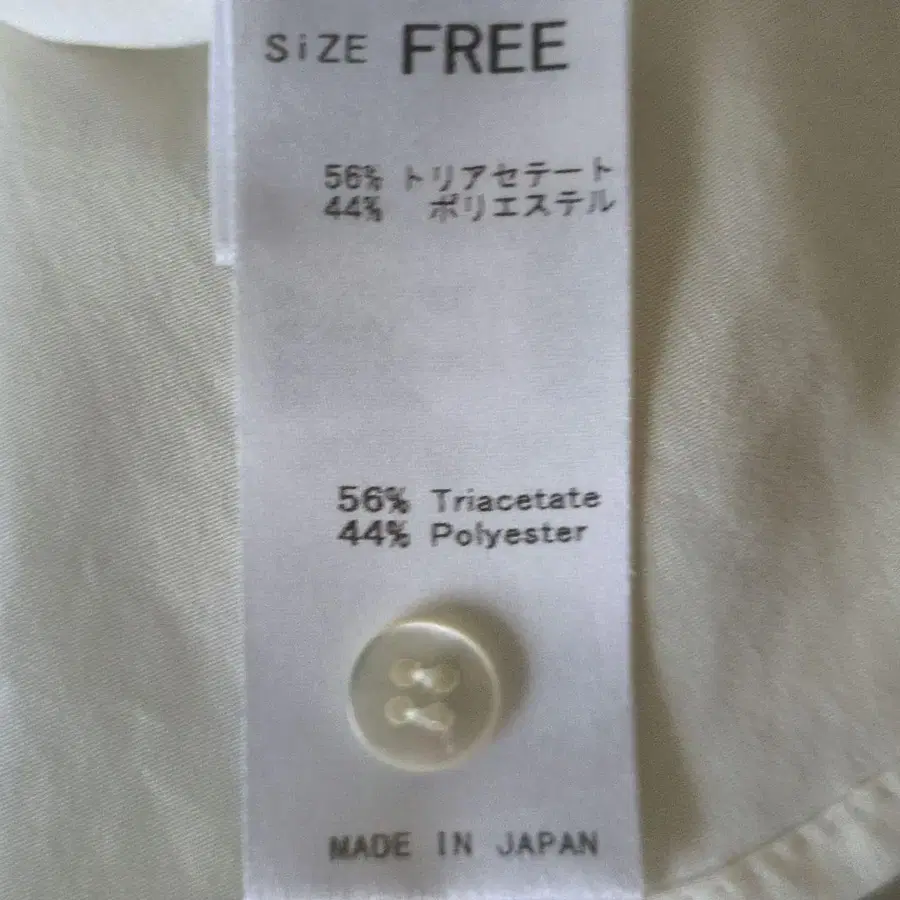 SiZE FREE
56% トリアセテート
44% ポリエステル
56% Triacetate
44% Polyester
MADE IN JAPAN